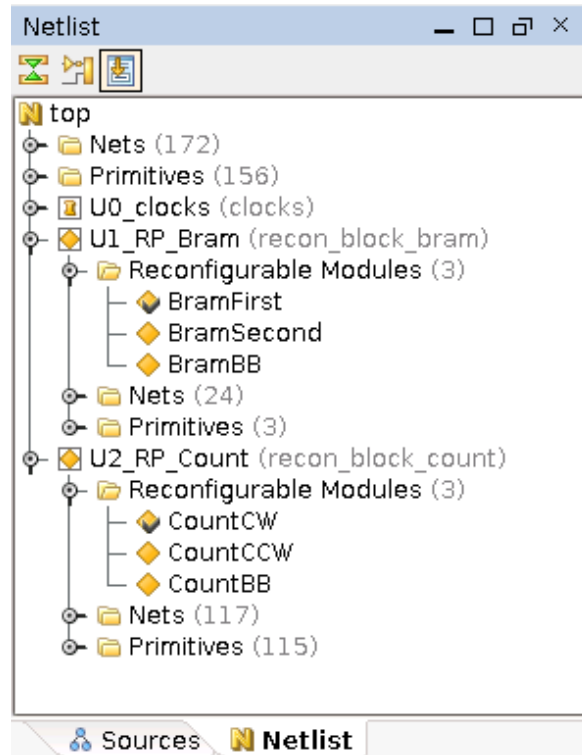 Netlist
top
Nets (172)
Primitives (156)
U0_clocks (clocks)
U1_RP_Bram (recon_block_bram)
Reconfigurable Modules (3)
BramFirst
BramSecond
BramBB
Nets (24)
Primitives (3)
U2_RP_Count (recon_block_count)
Reconfigurable Modules (3)
CountCW
CountCCW
CountBB
Nets (117)
Primitives (115)
Sources Netlist